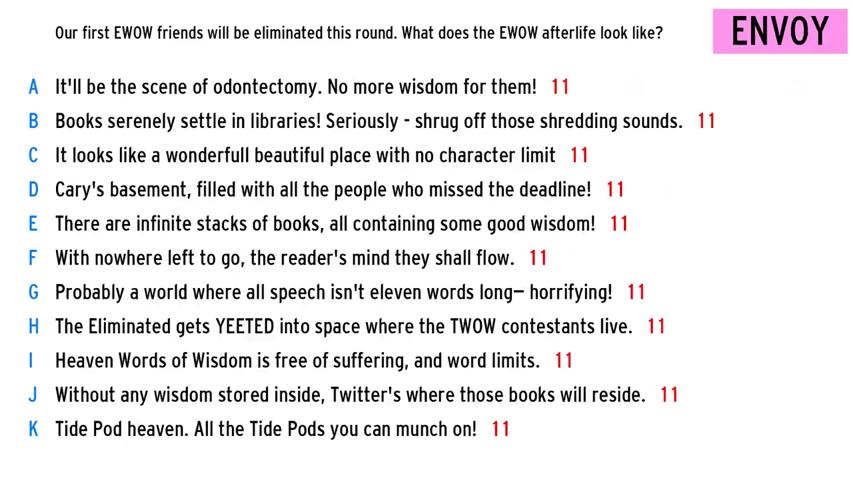 Our first EWOW friends will be eliminated this round. What does the EWOW afterlife look like?
ENVOY
A It'll be the scene of odontectomy. No more wisdom for them! 11
B Books serenely settle in libraries! Seriously - shrug off those shredding sounds. 11
C It looks like a wonderfull beautiful place with no character limit 11
D Cary's basement, filled with all the people who missed the deadline! 11
E There are infinite stacks of books, all containing some good wisdom! 11
F With nowhere left to go, the reader's mind they shall flow. 11
G Probably a world where all speech isn't eleven words long— horrifying! 11
H The Eliminated gets YEETED into space where the TWOW contestants live. 11
I Heaven Words of Wisdom is free of suffering, and word limits. 11
J Without any wisdom stored inside, Twitter's where those books will reside. 11
K Tide Pod heaven. All the Tide Pods you can munch on! 11